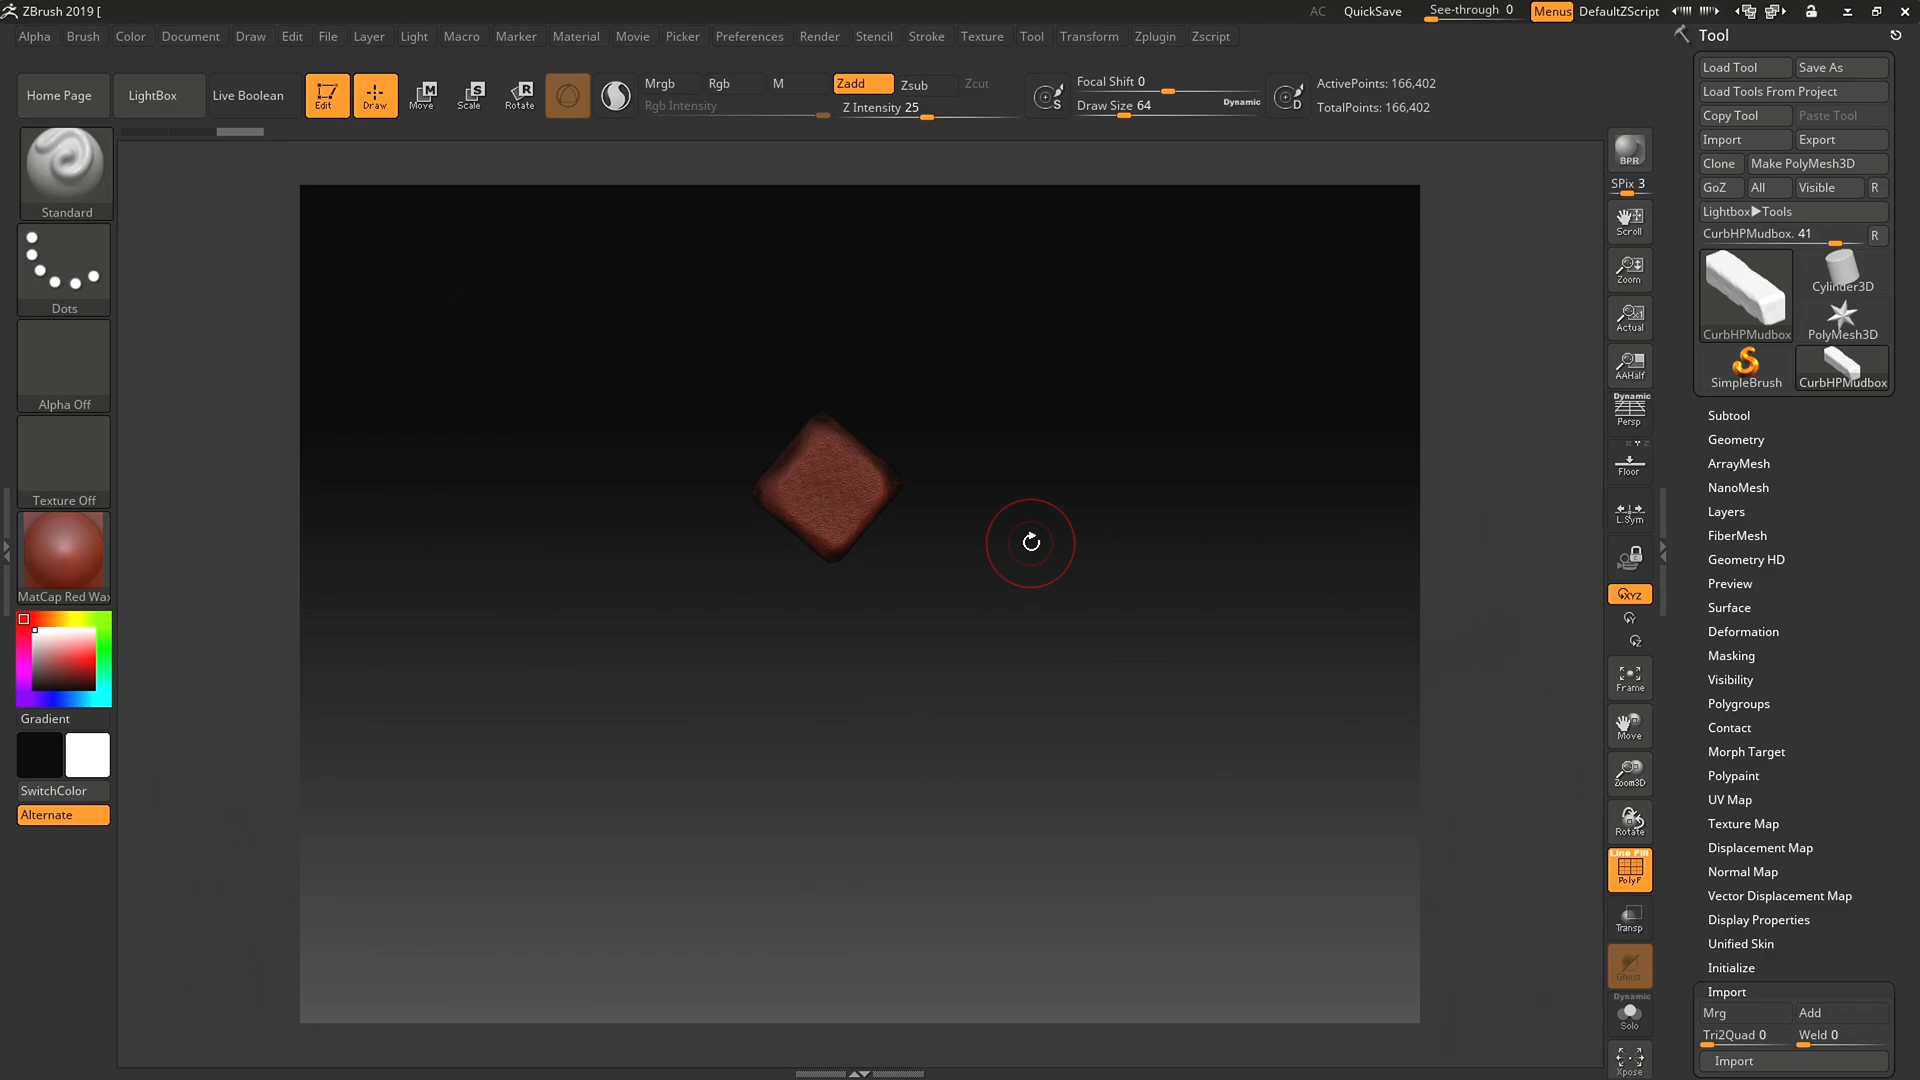 ZBrush 2019 [
AC QuickSave See-through 0 Menus DefaultZScript
Alpha Brush Color Document Draw Edit File Layer Light Macro Marker Material Movie Picker Preferences Render Stencil Stroke Texture Tool Transform Zplugin Zscript
Home Page LightBox Live Boolean Edit Draw Move Scale Rotate
Mrgb Rgb M Zadd Zsub Zcut
Rgb Intensity Z Intensity 25
Focal Shift 0
Draw Size 64 Dynamic
ActivePoints: 166,402
TotalPoints: 166,402
Standard
Dots
Alpha Off
Texture Off
MatCap Red Wax
Gradient
SwitchColor
Alternate
BPR
SPix 3
Scroll
Zoom
Actual
AAHalf
Dynamic
Persp
Floor
L.Sym
XYZ
Y
Z
Frame
Move
Zoom3D
Rotate
Line Fill
PolyF
Transp
Ghost
Dynamic
Solo
Xpose
Tool
Load Tool Save As
Load Tools From Project
Copy Tool Paste Tool
Import Export
Clone Make PolyMesh3D
GoZ All Visible R
Lightbox▶Tools
CurbHPMudbox. 41 R
CurbHPMudbox Cylinder3D
PolyMesh3D
SimpleBrush CurbHPMudbox
Subtool
Geometry
ArrayMesh
NanoMesh
Layers
FiberMesh
Geometry HD
Preview
Surface
Deformation
Masking
Visibility
Polygroups
Contact
Morph Target
Polypaint
UV Map
Texture Map
Displacement Map
Normal Map
Vector Displacement Map
Display Properties
Unified Skin
Initialize
Import
Mrg Add
Tri2Quad 0 Weld 0
Import